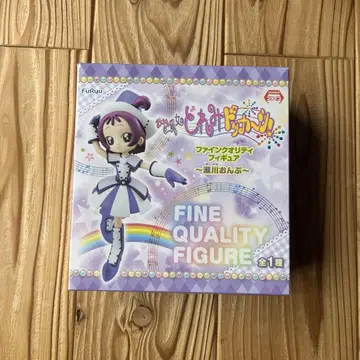 FuRyu
おジャ魔女
どれみ
ドッカ〜ン!
ファインクオリティ
フィギュア
〜瀬川おんぷ〜
FINE
QUALITY
FIGURE
全1種